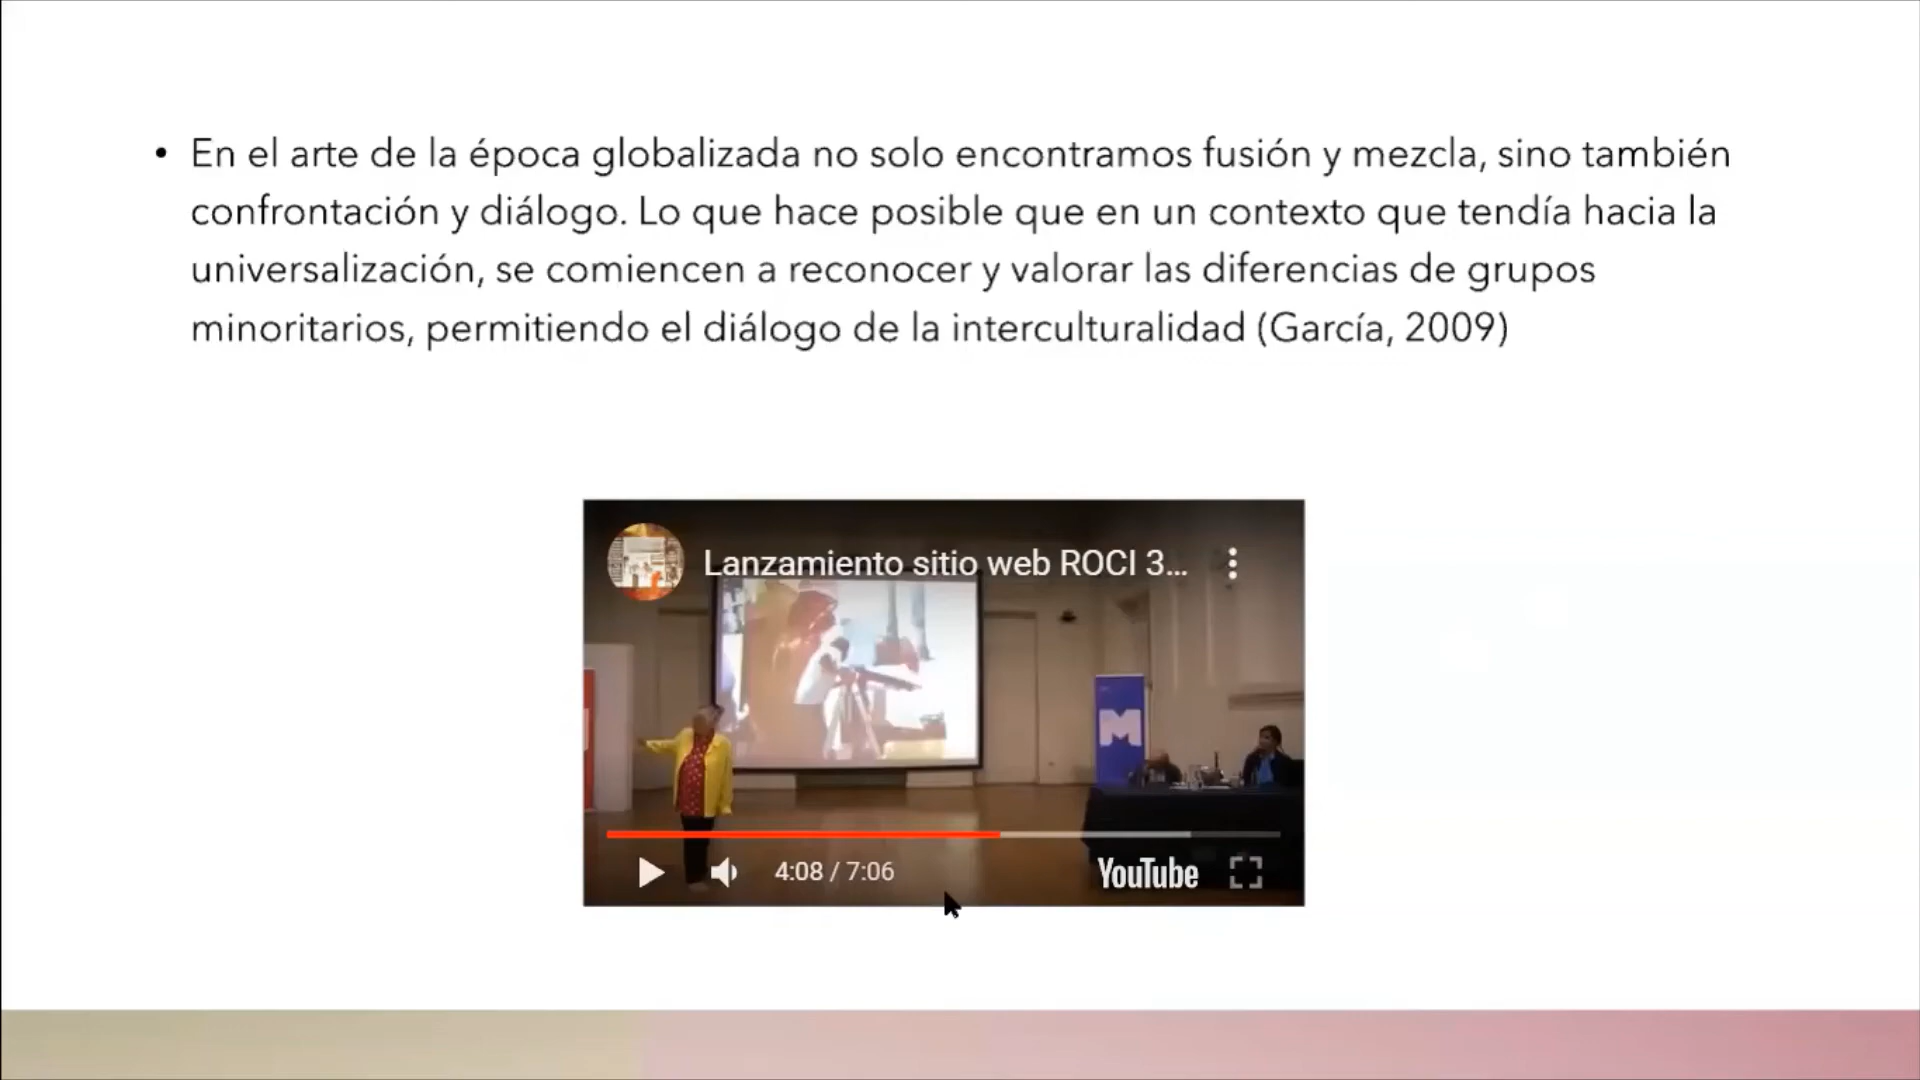 • En el arte de la época globalizada no solo encontramos fusión y mezcla, sino también
confrontación y diálogo. Lo que hace posible que en un contexto que tendía hacia la
universalización, se comiencen a reconocer y valorar las diferencias de grupos
minoritarios, permitiendo el diálogo de la interculturalidad (García, 2009)
Lanzamiento sitio web ROCI 3...
M
4:08 / 7:06
YouTube